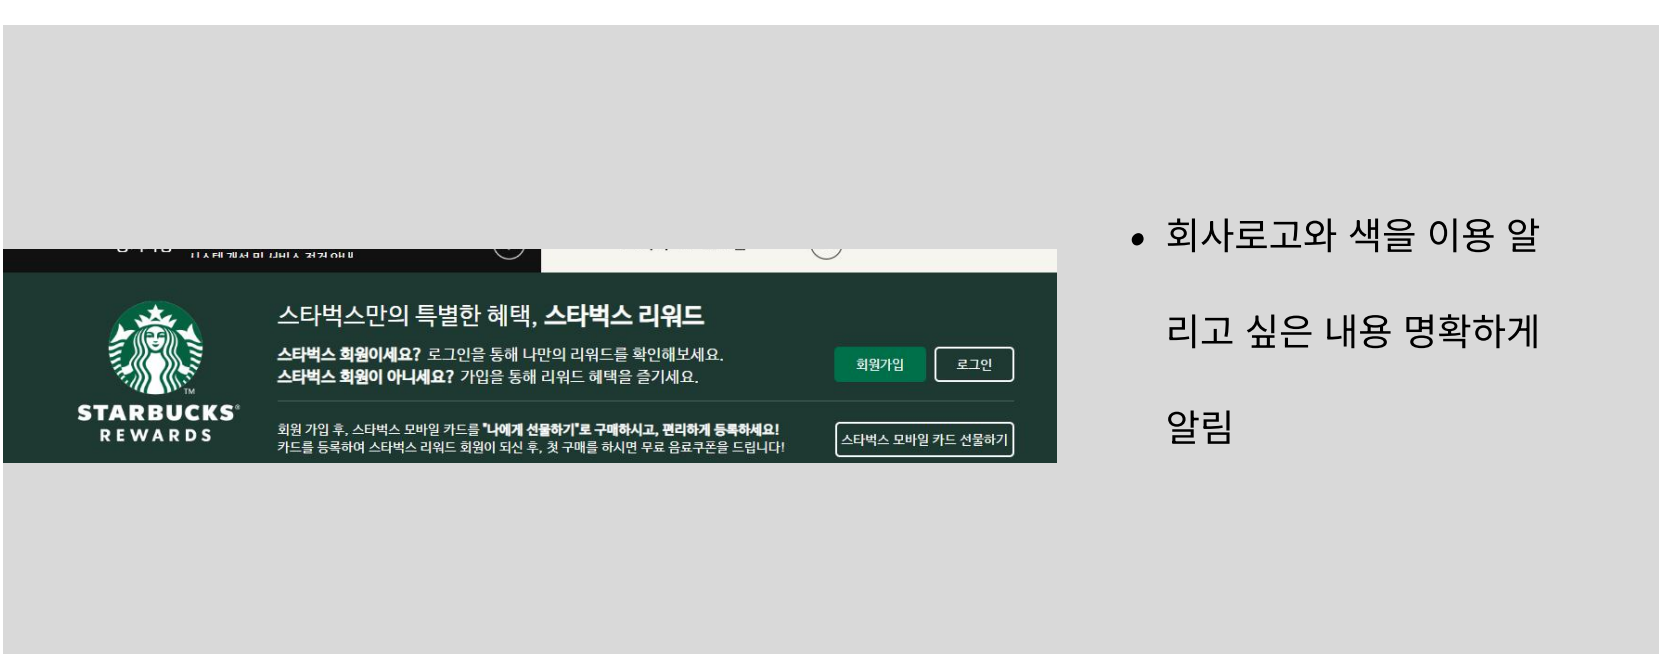 스타벅스만의 특별한 혜택, 스타벅스 리워드
스타벅스 회원이세요? 로그인을 통해 나만의 리워드를 확인해보세요.
스타벅스 회원이 아니세요? 가입을 통해 리워드 혜택을 즐기세요.
회원가입
로그인
STARBUCKS®
REWARDS
TM
회원 가입 후, 스타벅스 모바일 카드를 "나에게 선물하기"로 구매하시고, 편리하게 등록하세요!
카드를 등록하여 스타벅스 리워드 회원이 되신 후, 첫 구매를 하시면 무료 음료쿠폰을 드립니다!
스타벅스 모바일 카드 선물하기
• 회사로고와 색을 이용 알
리고 싶은 내용 명확하게
알림